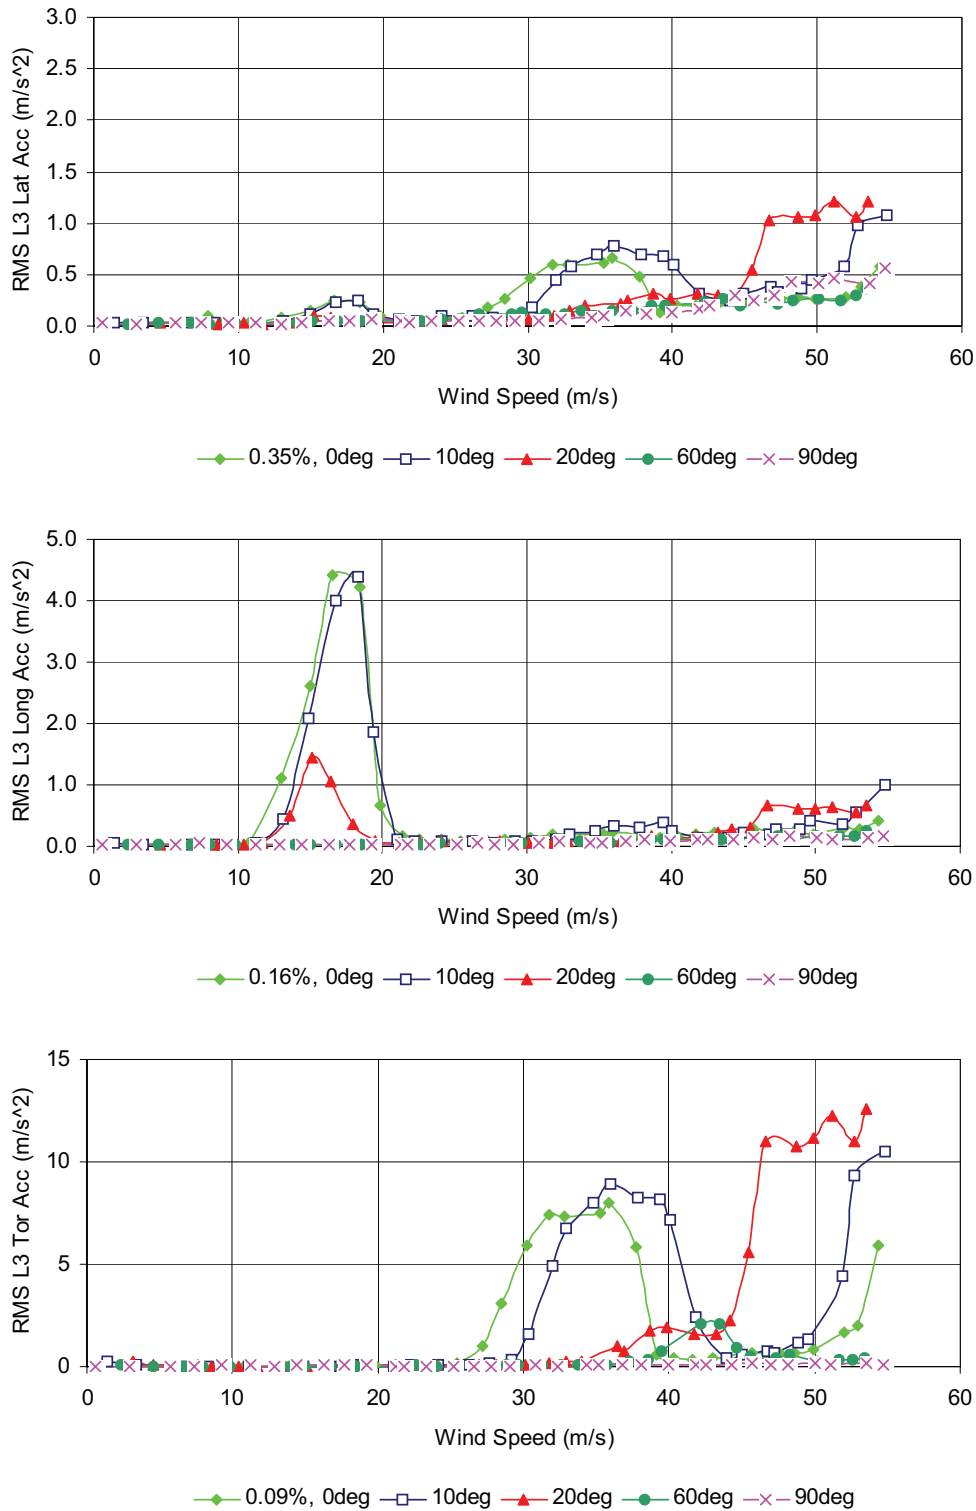 3.0
2.5
2.0
1.5
1.0
0.5
0.0
RMS L3 Lat Acc (m/s^2)
0 10 20 30 40 50 60
Wind Speed (m/s)
0.35%, 0deg 10deg 20deg 60deg 90deg
5.0
4.0
3.0
2.0
1.0
0.0
RMS L3 Long Acc (m/s^2)
0 10 20 30 40 50 60
Wind Speed (m/s)
0.16%, 0deg 10deg 20deg 60deg 90deg
15
10
5
0
RMS L3 Tor Acc (m/s^2)
0 10 20 30 40 50 60
Wind Speed (m/s)
0.09%, 0deg 10deg 20deg 60deg 90deg